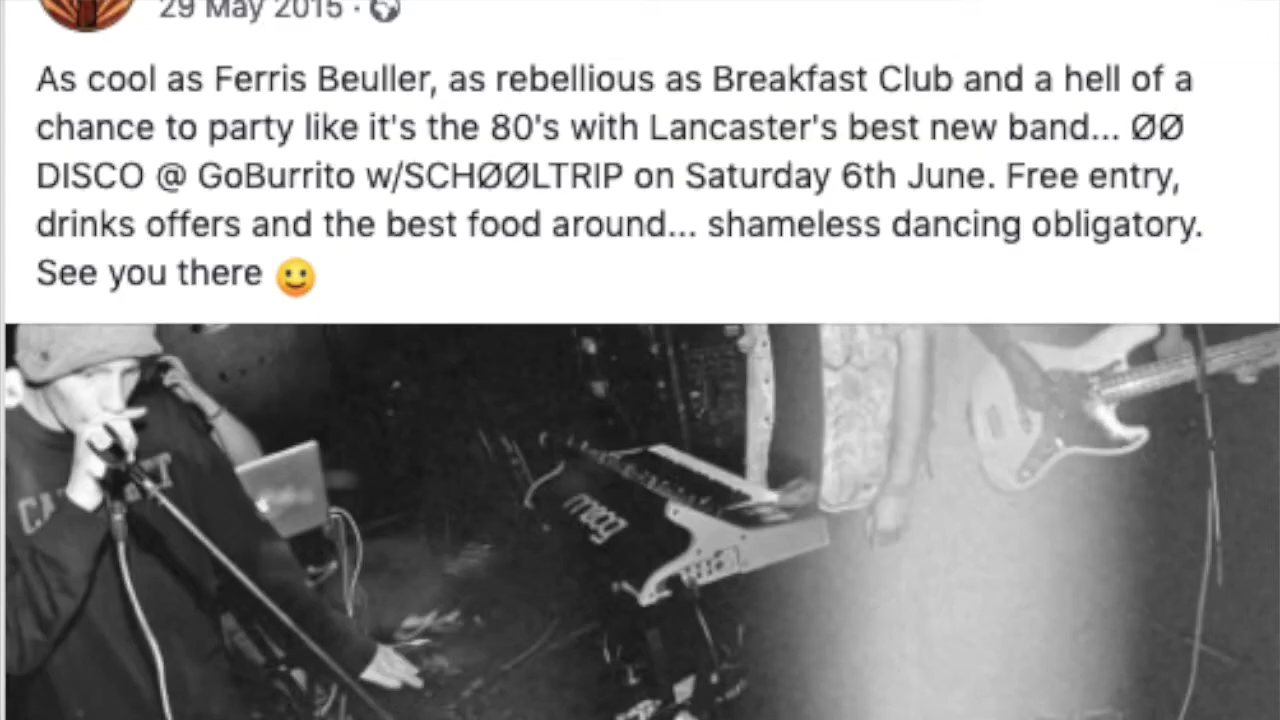 29 May 2015 ·
As cool as Ferris Beuller, as rebellious as Breakfast Club and a hell of a
chance to party like it's the 80's with Lancaster's best new band... ØØ
DISCO @ GoBurrito w/SCHØØLTRIP on Saturday 6th June. Free entry,
drinks offers and the best food around... shameless dancing obligatory.
See you there 🙂
moog